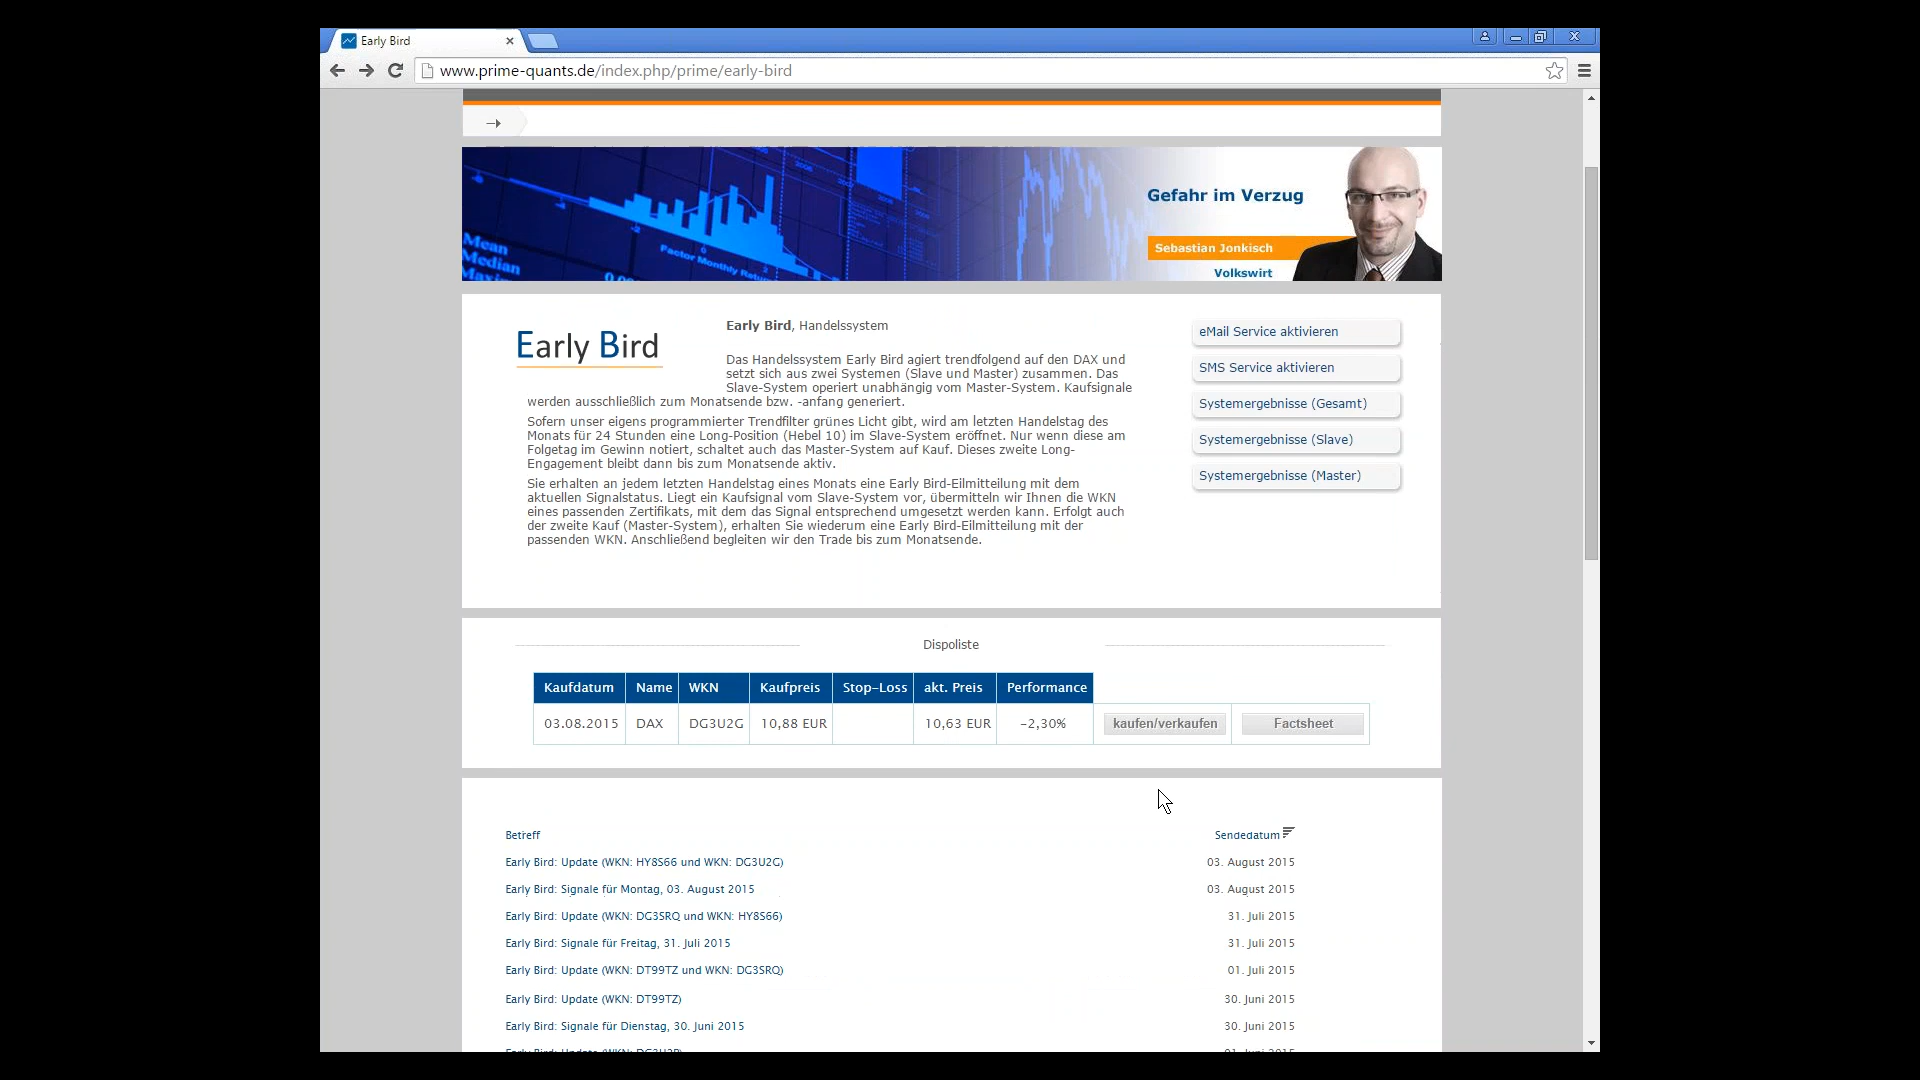 Early Bird
www.prime-quants.de/index.php/prime/early-bird
Mean
Median
Factor Monthly
Gefahr im Verzug
Sebastian Jonkisch
Volkswirt
Early Bird
Early Bird, Handelssystem
Das Handelssystem Early Bird agiert trendfolgend auf den DAX und
setzt sich aus zwei Systemen (Slave und Master) zusammen. Das
Slave-System operiert unabhängig vom Master-System. Kaufsignale
werden ausschließlich zum Monatsende bzw. -anfang generiert.
Sofern unser eigens programmierter Trendfilter grünes Licht gibt, wird am letzten Handelstag des
Monats für 24 Stunden eine Long-Position (Hebel 10) im Slave-System eröffnet. Nur wenn diese am
Folgetag im Gewinn notiert, schaltet auch das Master-System auf Kauf. Dieses zweite Long-
Engagement bleibt dann bis zum Monatsende aktiv.
Sie erhalten an jedem letzten Handelstag eines Monats eine Early Bird-Eilmitteilung mit dem
aktuellen Signalstatus. Liegt ein Kaufsignal vom Slave-System vor, übermitteln wir Ihnen die WKN
eines passenden Zertifikats, mit dem das Signal entsprechend umgesetzt werden kann. Erfolgt auch
der zweite Kauf (Master-System), erhalten Sie wiederum eine Early Bird-Eilmitteilung mit der
passenden WKN. Anschließend begleiten wir den Trade bis zum Monatsende.
eMail Service aktivieren
SMS Service aktivieren
Systemergebnisse (Gesamt)
Systemergebnisse (Slave)
Systemergebnisse (Master)
Dispoliste
Kaufdatum Name WKN Kaufpreis Stop-Loss akt. Preis Performance
03.08.2015 DAX DG3U2G 10,88 EUR 10,63 EUR -2,30% kaufen/verkaufen Factsheet
Betreff Sendedatum
Early Bird: Update (WKN: HY8S66 und WKN: DG3U2G) 03. August 2015
Early Bird: Signale für Montag, 03. August 2015 03. August 2015
Early Bird: Update (WKN: DG3SRQ und WKN: HY8S66) 31. Juli 2015
Early Bird: Signale für Freitag, 31. Juli 2015 31. Juli 2015
Early Bird: Update (WKN: DT99TZ und WKN: DG3SRQ) 01. Juli 2015
Early Bird: Update (WKN: DT99TZ) 30. Juni 2015
Early Bird: Signale für Dienstag, 30. Juni 2015 30. Juni 2015